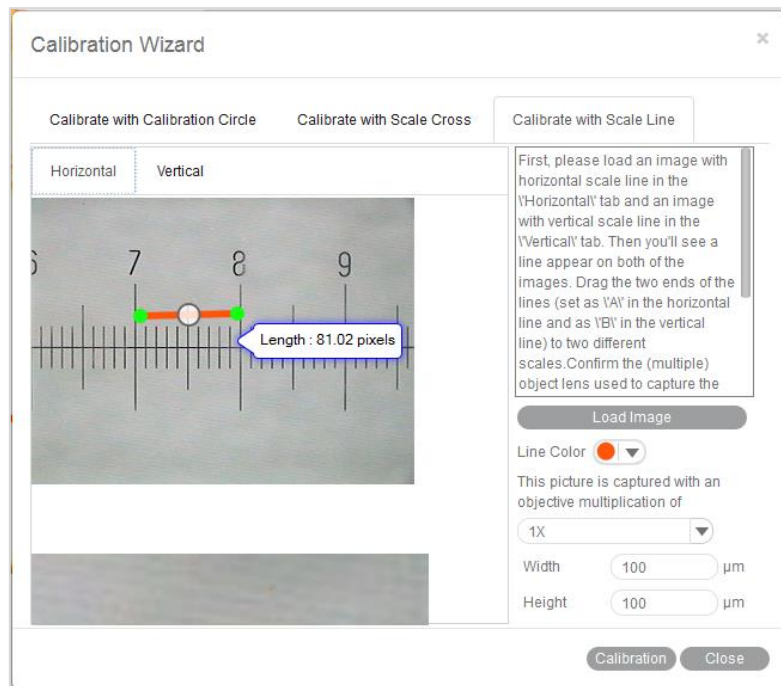 Calibration Wizard
×
Calibrate with Calibration Circle
Calibrate with Scale Cross
Calibrate with Scale Line
Horizontal
Vertical
7
8
9
Length : 81.02 pixels
First, please load an image with
horizontal scale line in the
\'Horizontal\' tab and an image
with vertical scale line in the
\'Vertical\' tab. Then you'll see a
line appear on both of the
images. Drag the two ends of the
lines (set as \'A\' in the horizontal
line and as \'B\' in the vertical
line) to two different
scales.Confirm the (multiple)
object lens used to capture the
Load Image
Line Color
This picture is captured with an
objective multiplication of
1X
Width 100 μm
Height 100 μm
Calibration
Close